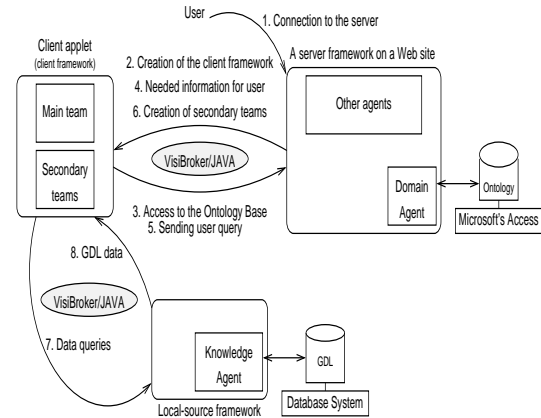 User
1. Connection to the server
Client applet
(client framework)
2. Creation of the client framework
A server framework on a Web site
4. Needed information for user
6. Creation of secondary teams
Main team
Other agents
Secondary
teams
VisiBroker/JAVA
Domain
Agent
Ontology
Microsoft's Access
3. Access to the Ontology Base
5. Sending user query
8. GDL data
VisiBroker/JAVA
7. Data queries
Knowledge
Agent
GDL
Database System
Local-source framework